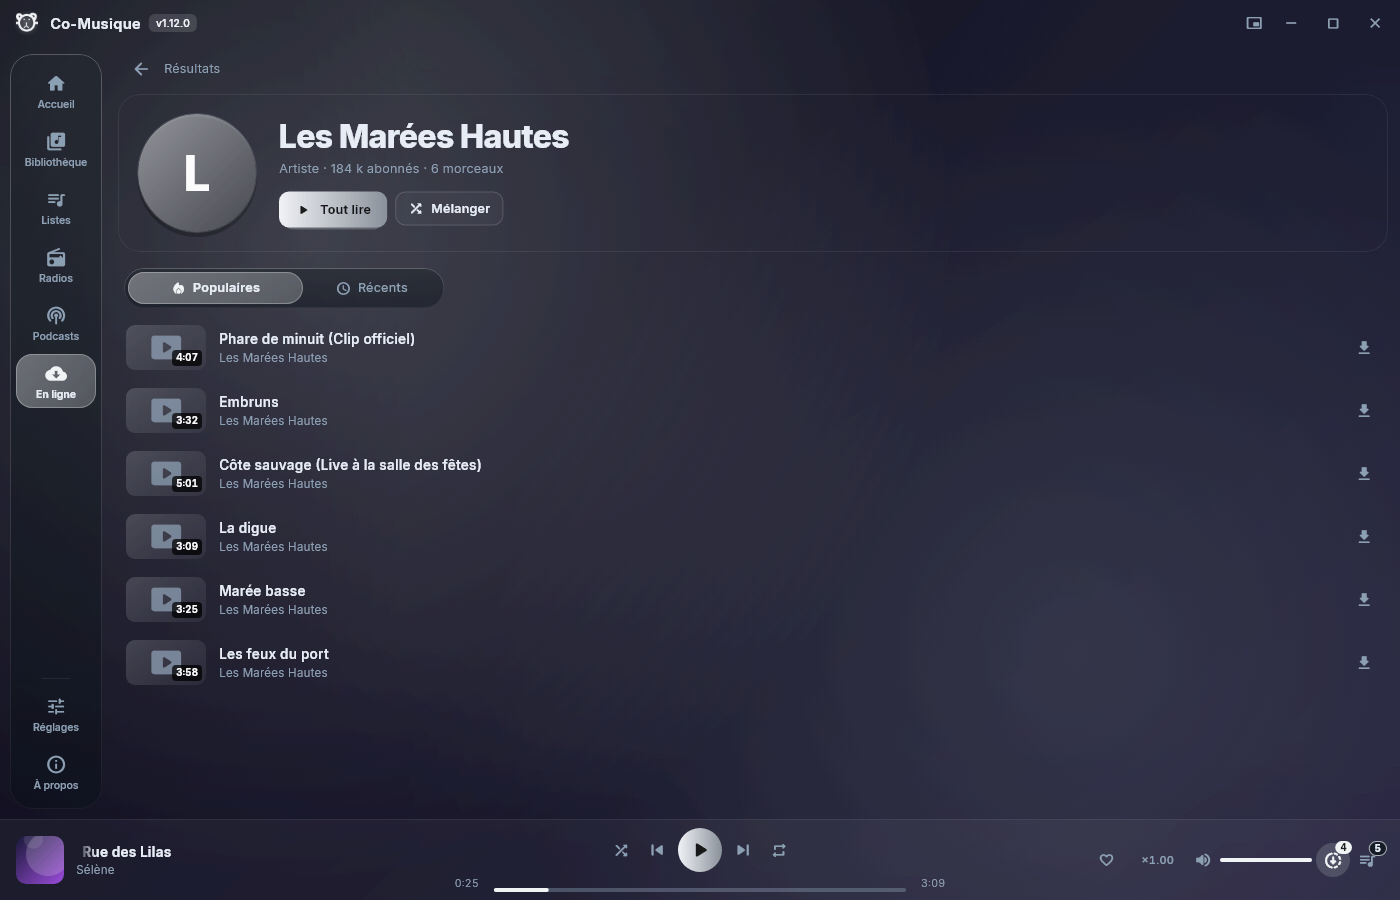 Co-Musique v1.12.0
Résultats
Accueil
Bibliothèque
Listes
Radios
Podcasts
En ligne
Réglages
À propos
L
Les Marées Hautes
Artiste · 184 k abonnés · 6 morceaux
Tout lire Mélanger
Populaires Récents
4:07
Phare de minuit (Clip officiel)
Les Marées Hautes
3:32
Embruns
Les Marées Hautes
5:01
Côte sauvage (Live à la salle des fêtes)
Les Marées Hautes
3:09
La digue
Les Marées Hautes
3:25
Marée basse
Les Marées Hautes
3:58
Les feux du port
Les Marées Hautes
Rue des Lilas
Sélène
0:25 3:09
×1.00
4
5